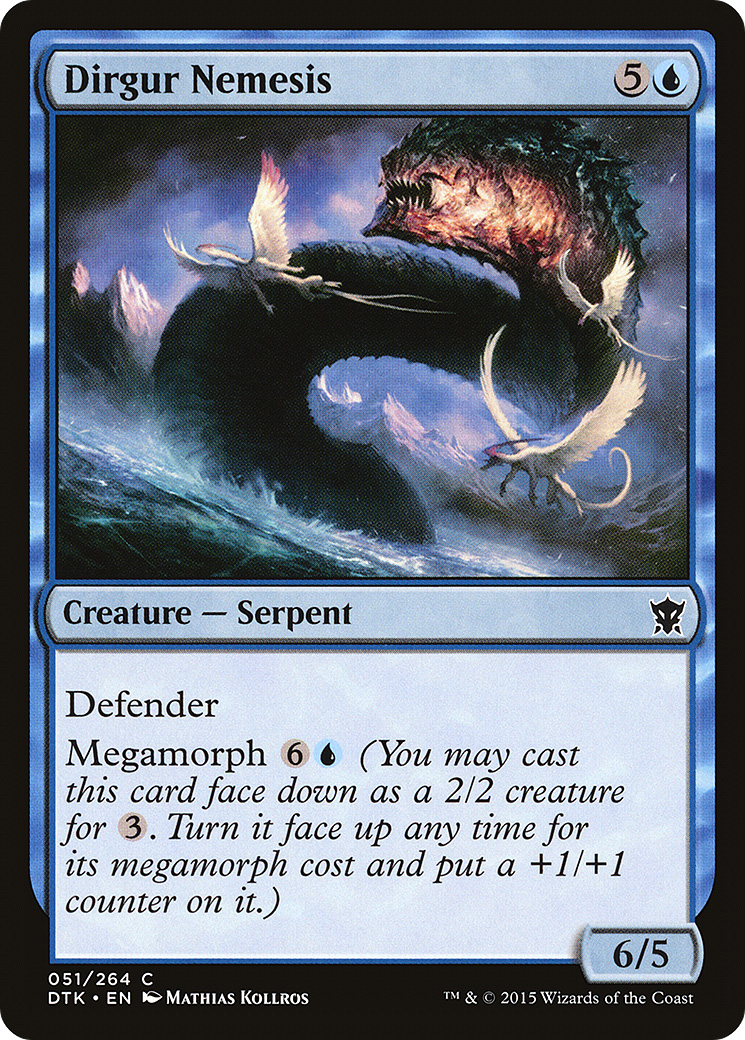 Dirgur Nemesis 5
Creature — Serpent
Defender
Megamorph 6 (You may cast
this card face down as a 2/2 creature
for 3. Turn it face up any time for
its megamorph cost and put a +1/+1
counter on it.)
6/5
051/264 C
DTK • EN Mathias Kollros
™ & © 2015 Wizards of the Coast